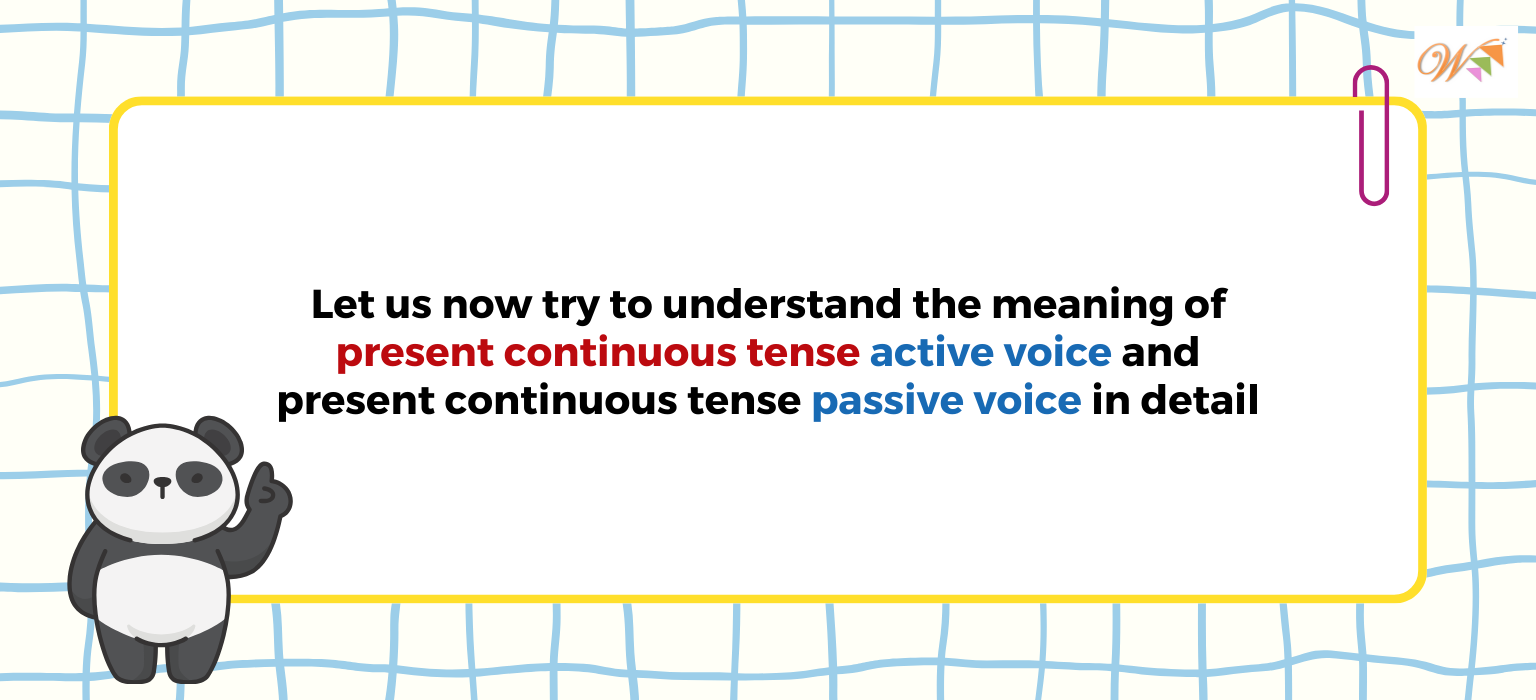 W
Let us now try to understand the meaning of
present continuous tense active voice and
present continuous tense passive voice in detail